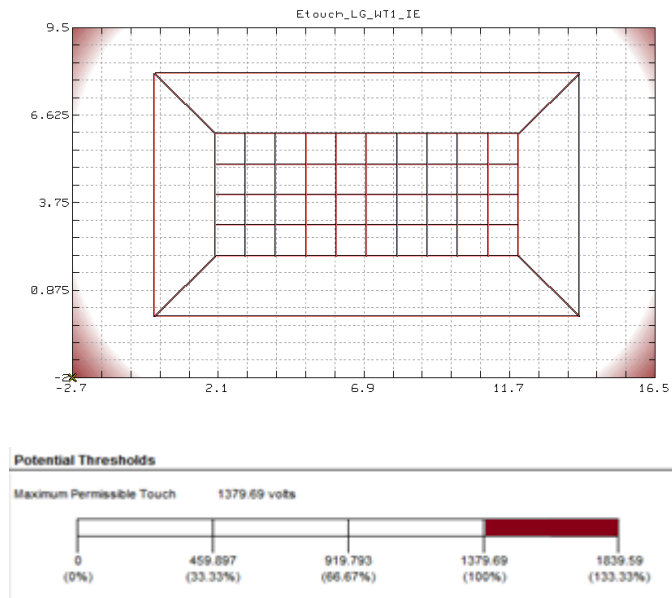 Etouch_LG_WT1_IE
9.5
6.625
3.75
0.875
-2
-2.7 2.1 6.9 11.7 16.5
Potential Thresholds
Maximum Permissible Touch 1379.69 volts
0 459.897 919.793 1379.69 1839.59
(0%) (33.33%) (66.67%) (100%) (133.33%)